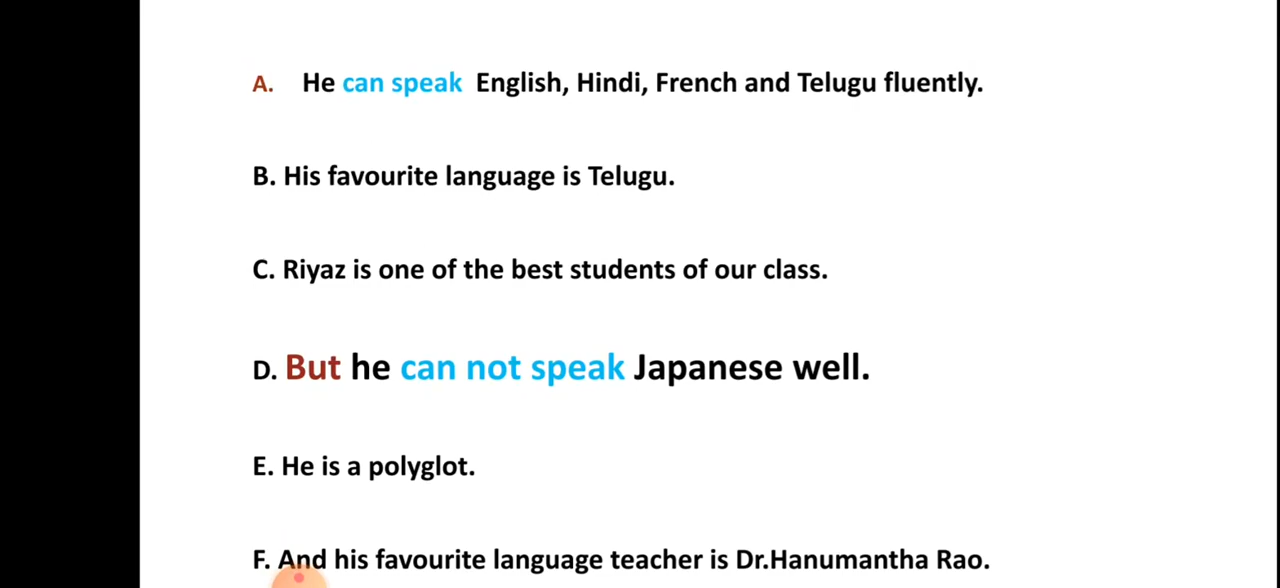 A. He can speak English, Hindi, French and Telugu fluently.
B. His favourite language is Telugu.
C. Riyaz is one of the best students of our class.
D. But he can not speak Japanese well.
E. He is a polyglot.
F. And his favourite language teacher is Dr.Hanumantha Rao.